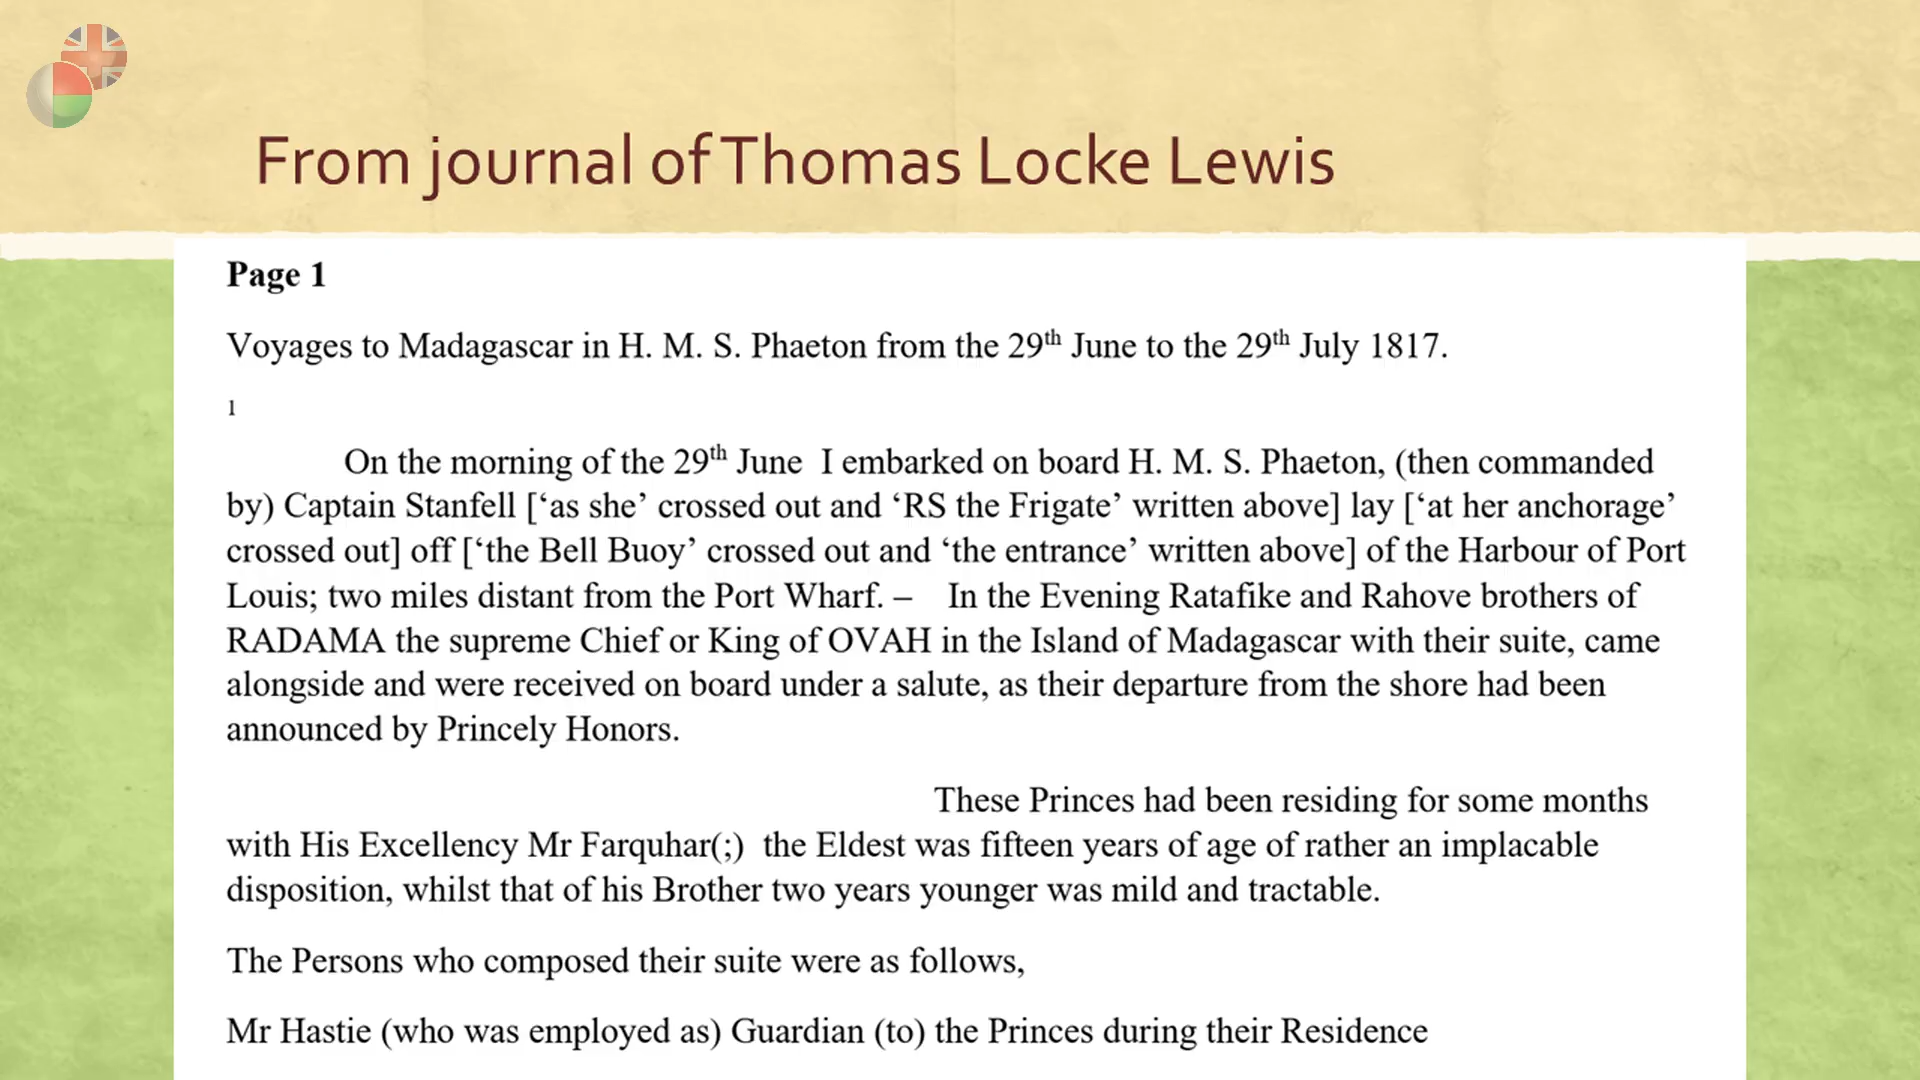 From journal of Thomas Locke Lewis
Page 1
Voyages to Madagascar in H. M. S. Phaeton from the 29th June to the 29th July 1817.
1
On the morning of the 29th June  I embarked on board H. M. S. Phaeton, (then commanded
by) Captain Stanfell [‘as she’ crossed out and ‘RS the Frigate’ written above] lay [‘at her anchorage’
crossed out] off [‘the Bell Buoy’ crossed out and ‘the entrance’ written above] of the Harbour of Port
Louis; two miles distant from the Port Wharf. –    In the Evening Ratafike and Rahove brothers of
RADAMA the supreme Chief or King of OVAH in the Island of Madagascar with their suite, came
alongside and were received on board under a salute, as their departure from the shore had been
announced by Princely Honors.
These Princes had been residing for some months
with His Excellency Mr Farquhar(;)  the Eldest was fifteen years of age of rather an implacable
disposition, whilst that of his Brother two years younger was mild and tractable.
The Persons who composed their suite were as follows,
Mr Hastie (who was employed as) Guardian (to) the Princes during their Residence